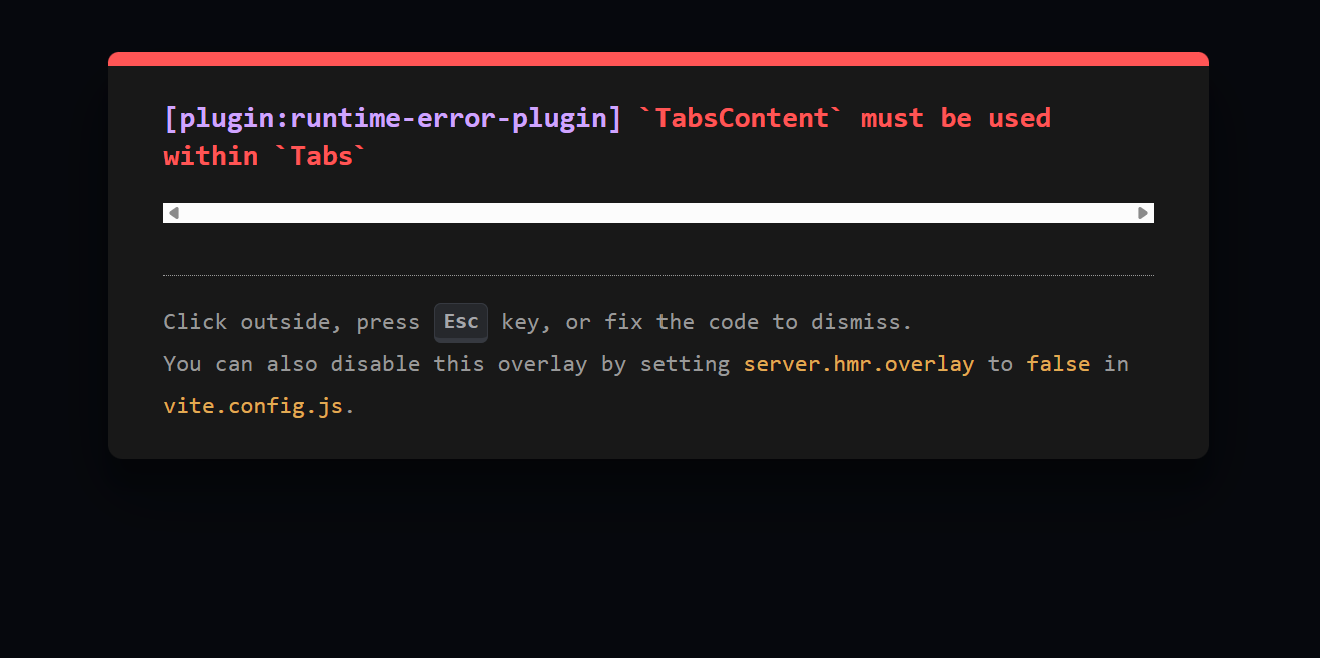 [plugin:runtime-error-plugin] `TabsContent` must be used
within `Tabs`
Click outside, press Esc key, or fix the code to dismiss.
You can also disable this overlay by setting server.hmr.overlay to false in
vite.config.js.